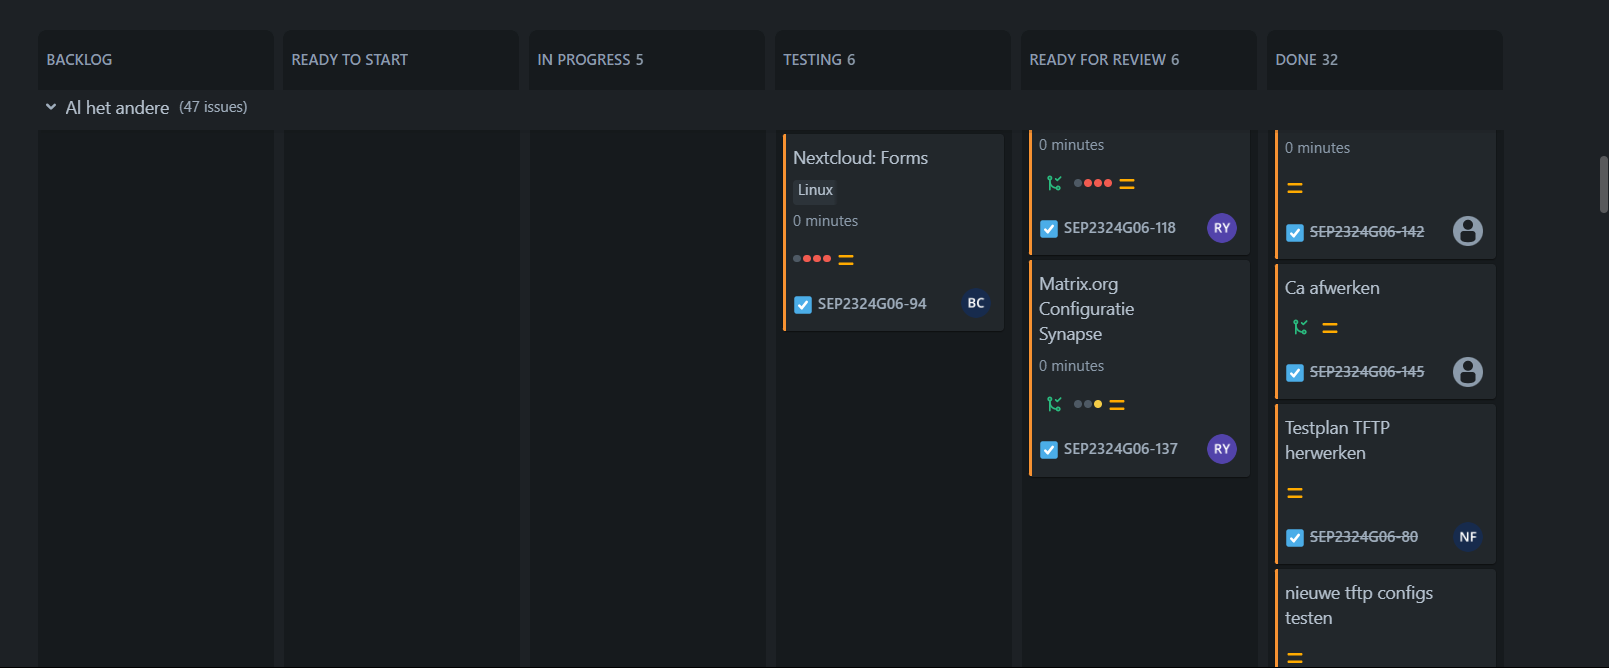 BACKLOG
READY TO START
IN PROGRESS 5
TESTING 6
READY FOR REVIEW 6
DONE 32
Al het andere (47 issues)
Nextcloud: Forms
Linux
0 minutes
SEP2324G06-94
BC
0 minutes
SEP2324G06-118
RY
Matrix.org
Configuratie
Synapse
0 minutes
SEP2324G06-137
RY
0 minutes
SEP2324G06-142
Ca afwerken
SEP2324G06-145
Testplan TFTP
herwerken
SEP2324G06-80
NF
nieuwe tftp configs
testen